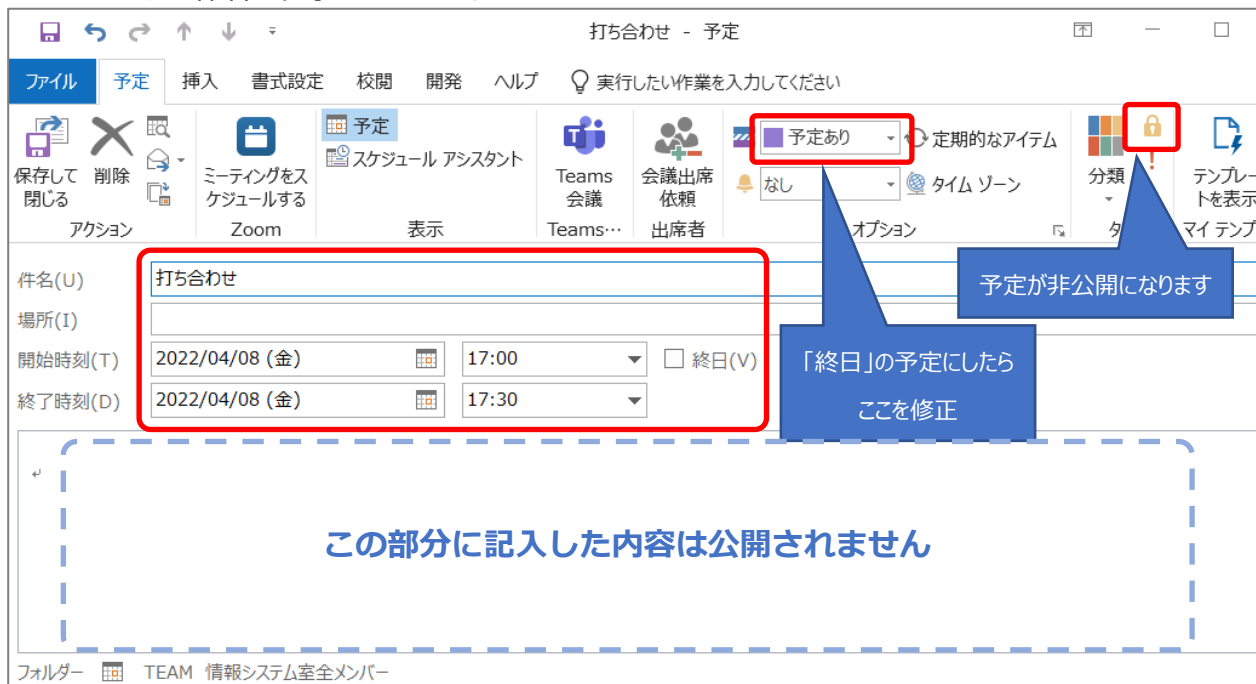 打ち合わせ - 予定
ファイル 予定 挿入 書式設定 校閲 開発 ヘルプ 実行したい作業を入力してください
保存して
閉じる
削除
アクション
ミーティングをス
ケジュールする
Zoom
予定
スケジュール アシスタント
表示
Teams
会議
Teams…
会議出席
依頼
出席者
予定あり
定期的なアイテム
なし
タイム ゾーン
オプション
分類
!
タ
テンプレー
トを表示
マイ テンプ
予定が非公開になります
件名(U) 打ち合わせ
場所(I)
開始時刻(T) 2022/04/08 (金) 17:00 終日(V)
終了時刻(D) 2022/04/08 (金) 17:30
「終日」の予定にしたら
ここを修正
この部分に記入した内容は公開されません
フォルダー TEAM 情報システム室全メンバー